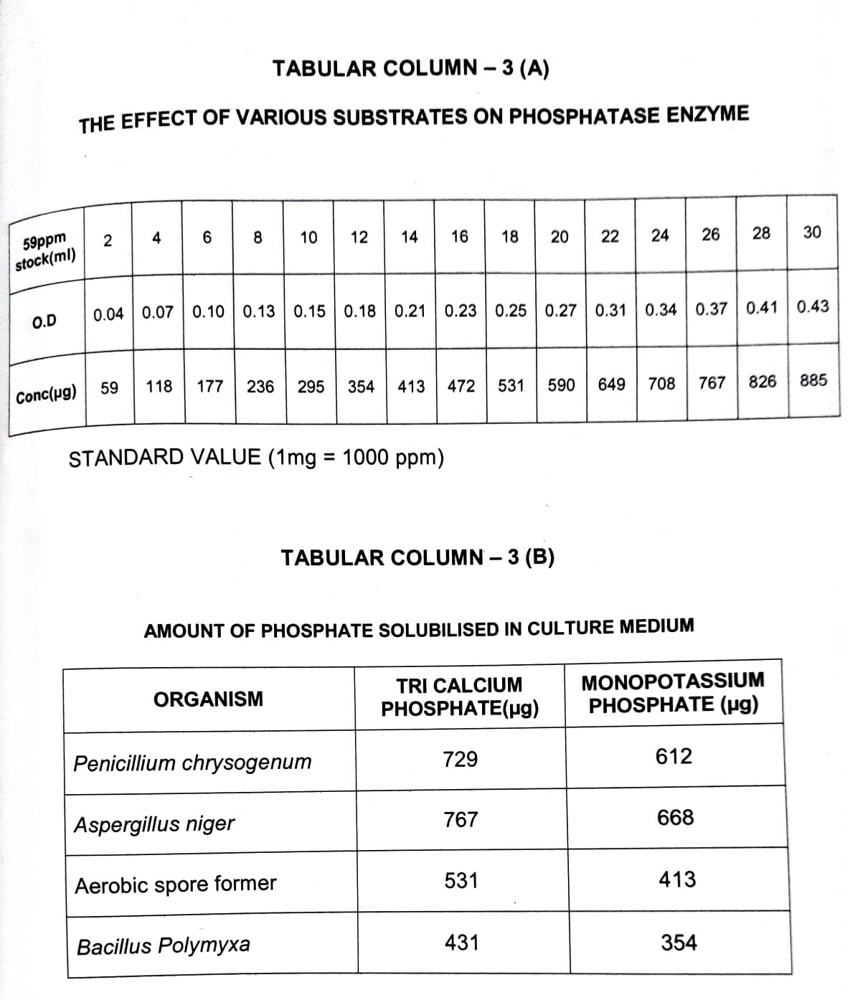 TABULAR COLUMN – 3 (A)
THE EFFECT OF VARIOUS SUBSTRATES ON PHOSPHATASE ENZYME
59ppm stock(ml) 2 4 6 8 10 12 14 16 18 20 22 24 26 28 30
O.D 0.04 0.07 0.10 0.13 0.15 0.18 0.21 0.23 0.25 0.27 0.31 0.34 0.37 0.41 0.43
Conc(µg) 59 118 177 236 295 354 413 472 531 590 649 708 767 826 885
STANDARD VALUE (1mg = 1000 ppm)
TABULAR COLUMN – 3 (B)
AMOUNT OF PHOSPHATE SOLUBILISED IN CULTURE MEDIUM
ORGANISM TRI CALCIUM PHOSPHATE(µg) MONOPOTASSIUM PHOSPHATE (µg)
Penicillium chrysogenum 729 612
Aspergillus niger 767 668
Aerobic spore former 531 413
Bacillus Polymyxa 431 354